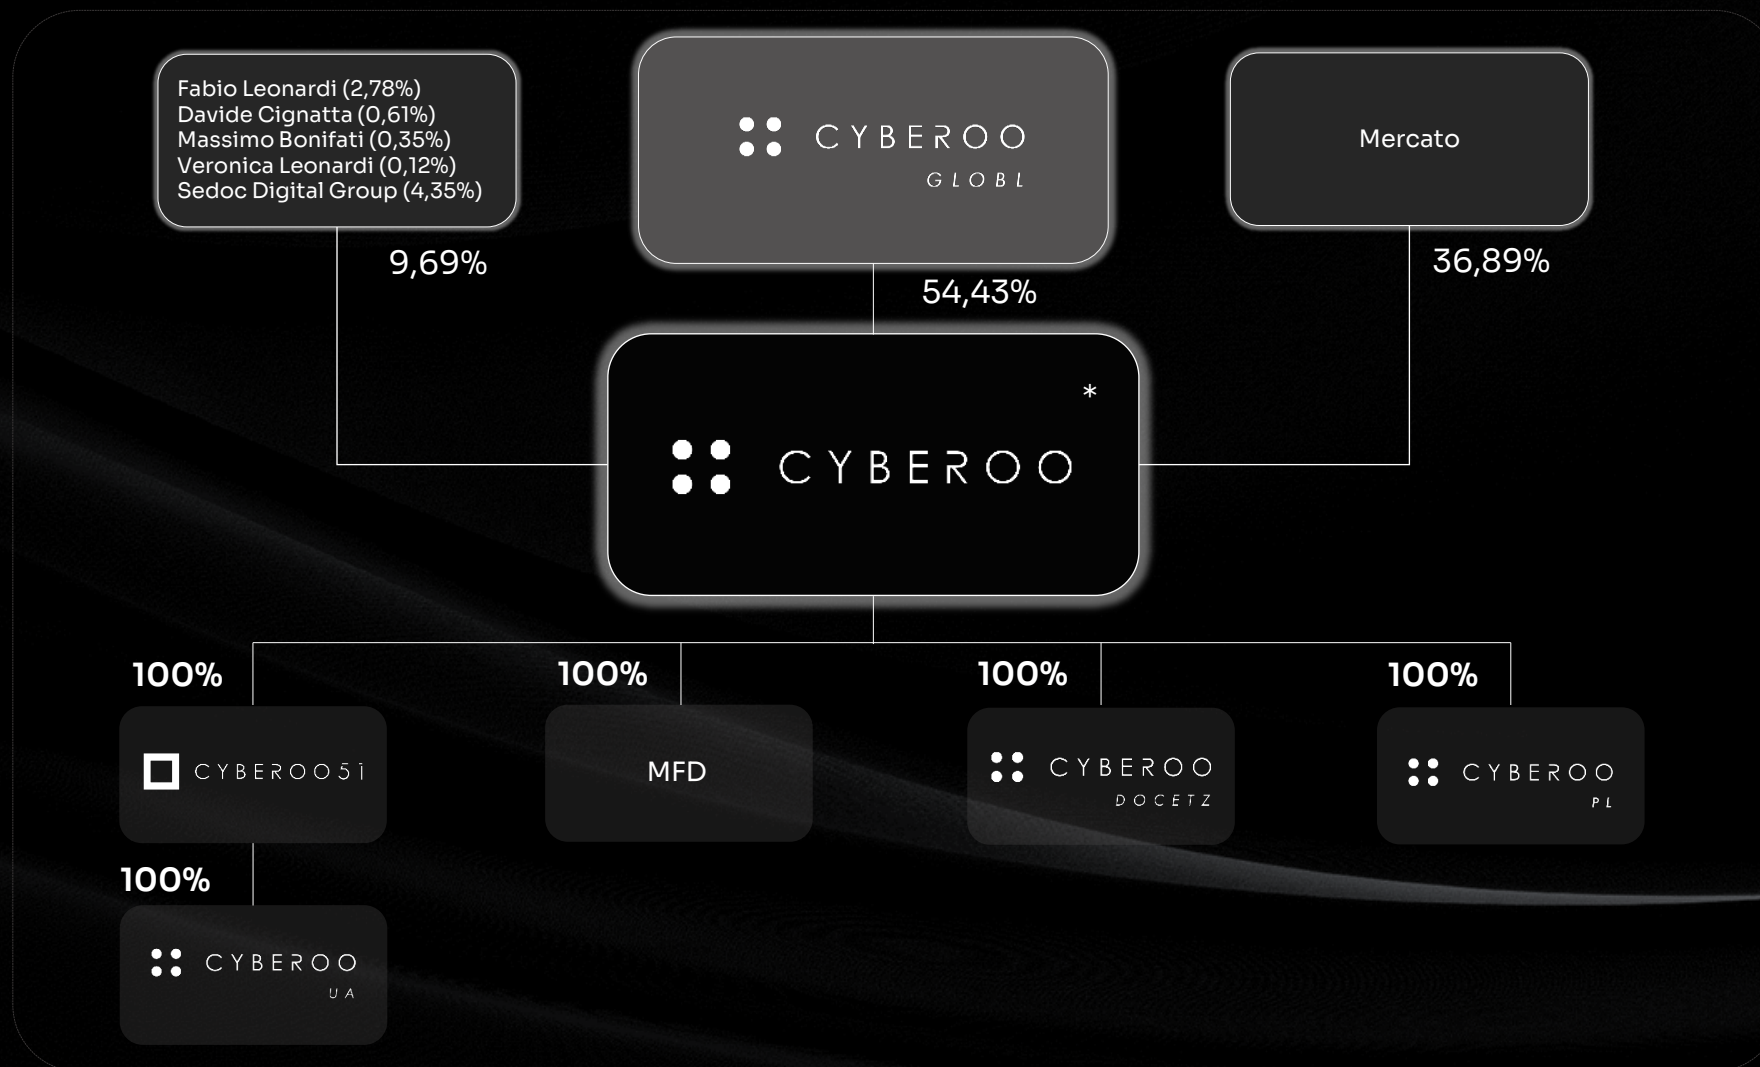 Fabio Leonardi (2,78%)
Davide Cignatta (0,61%)
Massimo Bonifati (0,35%)
Veronica Leonardi (0,12%)
Sedoc Digital Group (4,35%)
CYBEROO
GLOBL
Mercato
9,69%
54,43%
36,89%
*
CYBEROO
100%
100%
100%
100%
CYBEROO51
MFD
CYBEROO
DOCETZ
CYBEROO
PL
100%
CYBEROO
UA